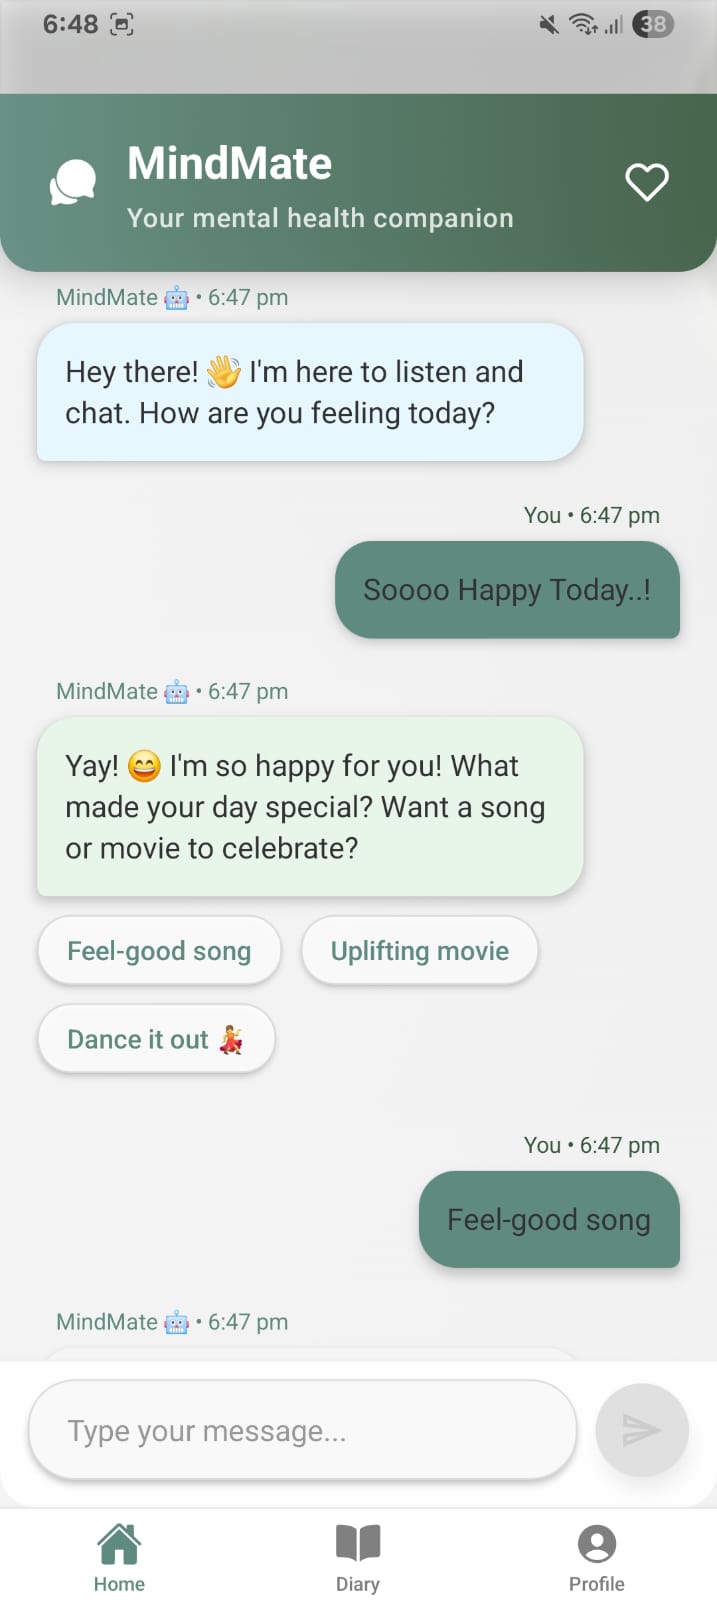 6:48
38
MindMate
Your mental health companion
MindMate 🤖 • 6:47 pm
Hey there! 👋 I'm here to listen and
chat. How are you feeling today?
You • 6:47 pm
Soooo Happy Today..!
MindMate 🤖 • 6:47 pm
Yay! 😄 I'm so happy for you! What
made your day special? Want a song
or movie to celebrate?
Feel-good song
Uplifting movie
Dance it out 💃
You • 6:47 pm
Feel-good song
MindMate 🤖 • 6:47 pm
Type your message...
Home
Diary
Profile